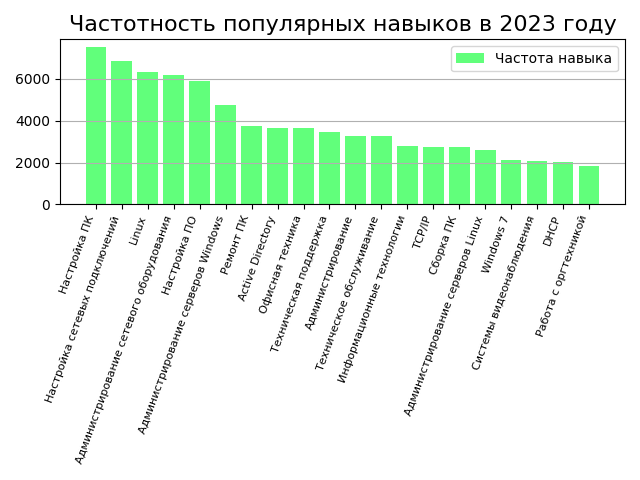 Частотность популярных навыков в 2023 году
Частота навыка
6000
4000
2000
0
Настройка ПК
Настройка сетевых подключений
Linux
Администрирование сетевого оборудования
Настройка ПО
Администрирование серверов Windows
Ремонт ПК
Active Directory
Офисная техника
Техническая поддержка
Администрирование
Техническое обслуживание
Информационные технологии
TCP/IP
Сборка ПК
Администрирование серверов Linux
Windows 7
Системы видеонаблюдения
DHCP
Работа с оргтехникой